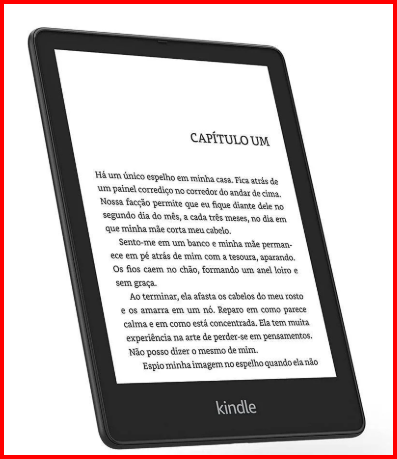 CAPÍTULO UM
Há um único espelho em minha casa. Fica atrás de
um painel corrediço no corredor do andar de cima.
Nossa facção permite que eu fique diante dele no
segundo dia do mês, a cada três meses, no dia em
que minha mãe corta meu cabelo.
Sento-me em um banco e minha mãe perman-
ece em pé atrás de mim com a tesoura, aparando.
Os fios caem no chão, formando um anel loiro e
sem graça.
Ao terminar, ela afasta os cabelos do meu rosto
e os amarra em um nó. Reparo em como parece
calma e em como está concentrada. Ela tem muita
experiência na arte de perder-se em pensamentos.
Não posso dizer o mesmo de mim.
Espio minha imagem no espelho quando ela não
kindle